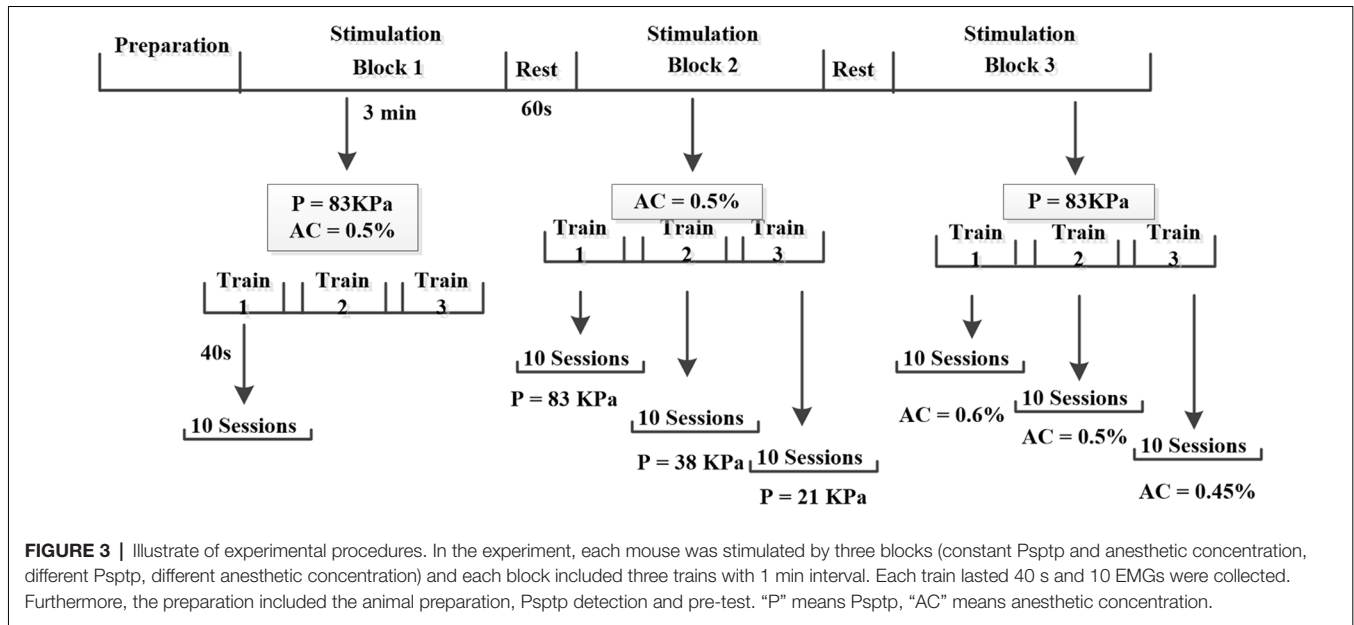 Preparation
Stimulation
Block 1
Rest
Stimulation
Block 2
Rest
Stimulation
Block 3
3 min
60s
P = 83KPa
AC = 0.5%
Train
1
Train
2
Train
3
40s
10 Sessions
AC = 0.5%
Train
1
Train
2
Train
3
10 Sessions
P = 83 KPa
10 Sessions
P = 38 KPa
10 Sessions
P = 21 KPa
P = 83KPa
Train
1
Train
2
Train
3
10 Sessions
AC = 0.6%
10 Sessions
AC = 0.5%
10 Sessions
AC = 0.45%
FIGURE 3 | Illustrate of experimental procedures. In the experiment, each mouse was stimulated by three blocks (constant Psptp and anesthetic concentration,
different Psptp, different anesthetic concentration) and each block included three trains with 1 min interval. Each train lasted 40 s and 10 EMGs were collected.
Furthermore, the preparation included the animal preparation, Psptp detection and pre-test. “P” means Psptp, “AC” means anesthetic concentration.